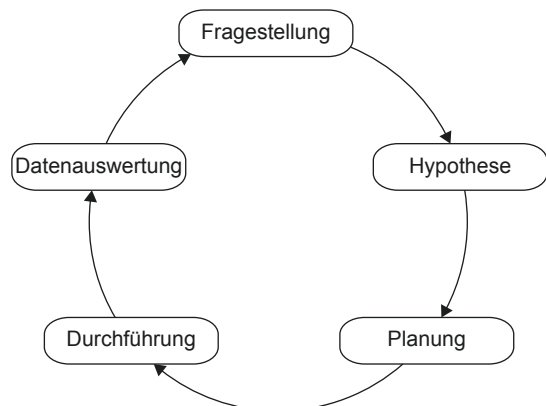 Fragestellung
Hypothese
Planung
Durchführung
Datenauswertung